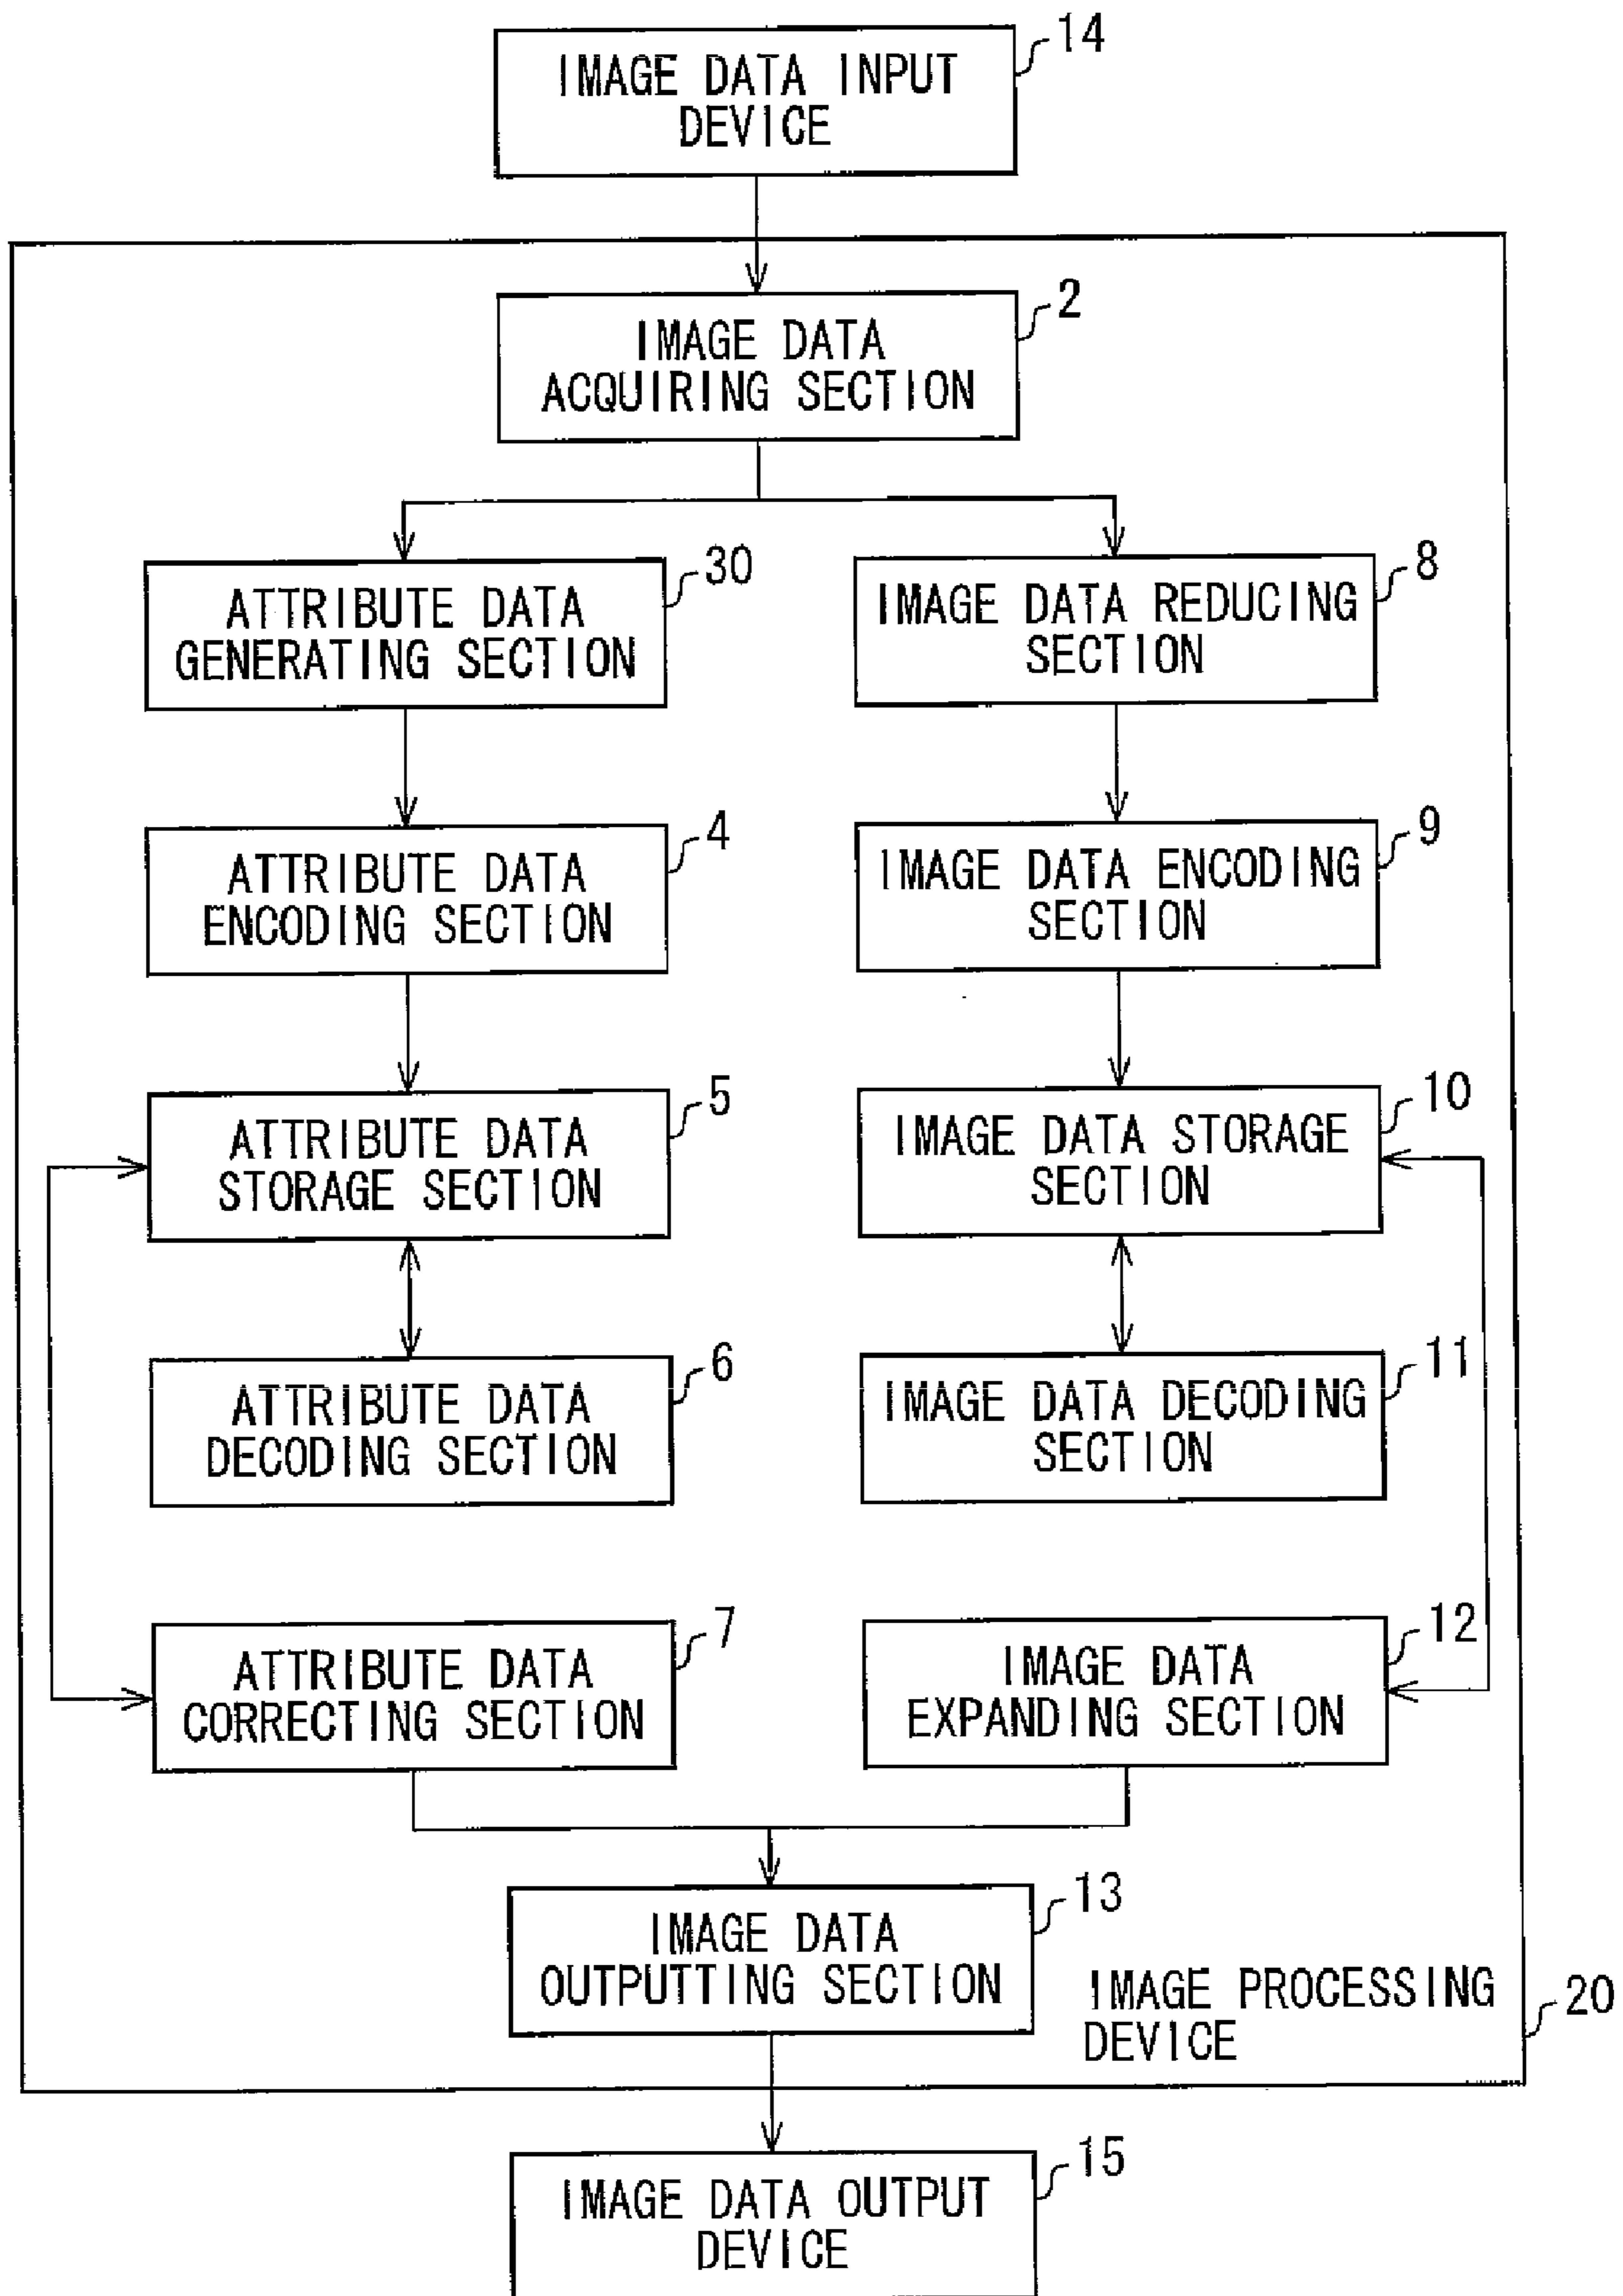 14
IMAGE DATA INPUT
DEVICE
2
IMAGE DATA
ACQUIRING SECTION
30
ATTRIBUTE DATA
GENERATING SECTION
8
IMAGE DATA REDUCING
SECTION
4
ATTRIBUTE DATA
ENCODING SECTION
9
IMAGE DATA ENCODING
SECTION
5
ATTRIBUTE DATA
STORAGE SECTION
10
IMAGE DATA STORAGE
SECTION
6
ATTRIBUTE DATA
DECODING SECTION
11
IMAGE DATA DECODING
SECTION
7
ATTRIBUTE DATA
CORRECTING SECTION
12
IMAGE DATA
EXPANDING SECTION
13
IMAGE DATA
OUTPUTTING SECTION
IMAGE PROCESSING
DEVICE
20
15
IMAGE DATA OUTPUT
DEVICE